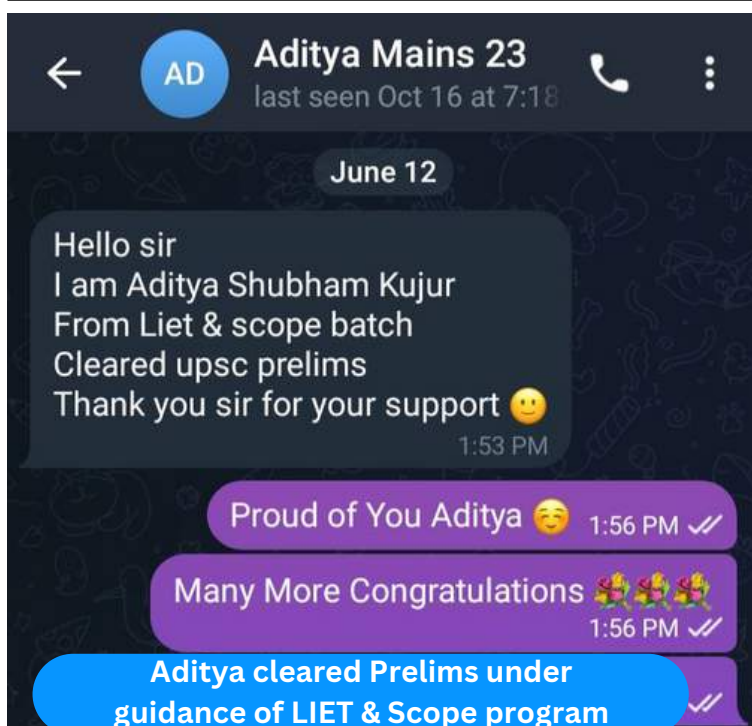 AD
Aditya Mains 23
last seen Oct 16 at 7:18
June 12
Hello sir
I am Aditya Shubham Kujur
From Liet & scope batch
Cleared upsc prelims
Thank you sir for your support 🙂
1:53 PM
Proud of You Aditya ☺️ 1:56 PM
Many More Congratulations 💐💐💐
1:56 PM
Aditya cleared Prelims under
guidance of LIET & Scope program